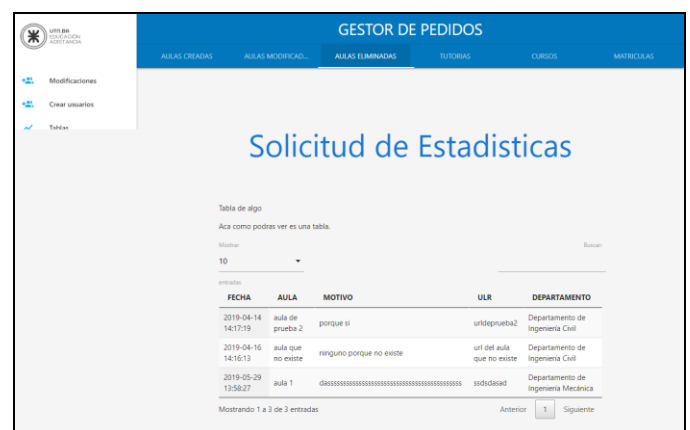 UTN.BA
EDUCACIÓN
A DISTANCIA
GESTOR DE PEDIDOS
AULAS CREADAS AULAS MODIFICAD... AULAS ELIMINADAS TUTORIAS CURSOS MATRICULAS
Modificaciones
Crear usuarios
Tablas
Solicitud de Estadisticas
Tabla de algo
Aca como podras ver es una tabla.
Mostrar Buscar:
10
entradas
FECHA AULA MOTIVO ULR DEPARTAMENTO
2019-04-14 14:17:19 aula de prueba 2 porque si urldeprueba2 Departamento de Ingeniería Civil
2019-04-16 14:16:13 aula que no existe ninguno porque no existe url del aula que no existe Departamento de Ingeniería Civil
2019-05-29 13:58:27 aula 1 ssdsdasad Departamento de Ingeniería Mecánica
Mostrando 1 a 3 de 3 entradas Anterior 1 Siguiente